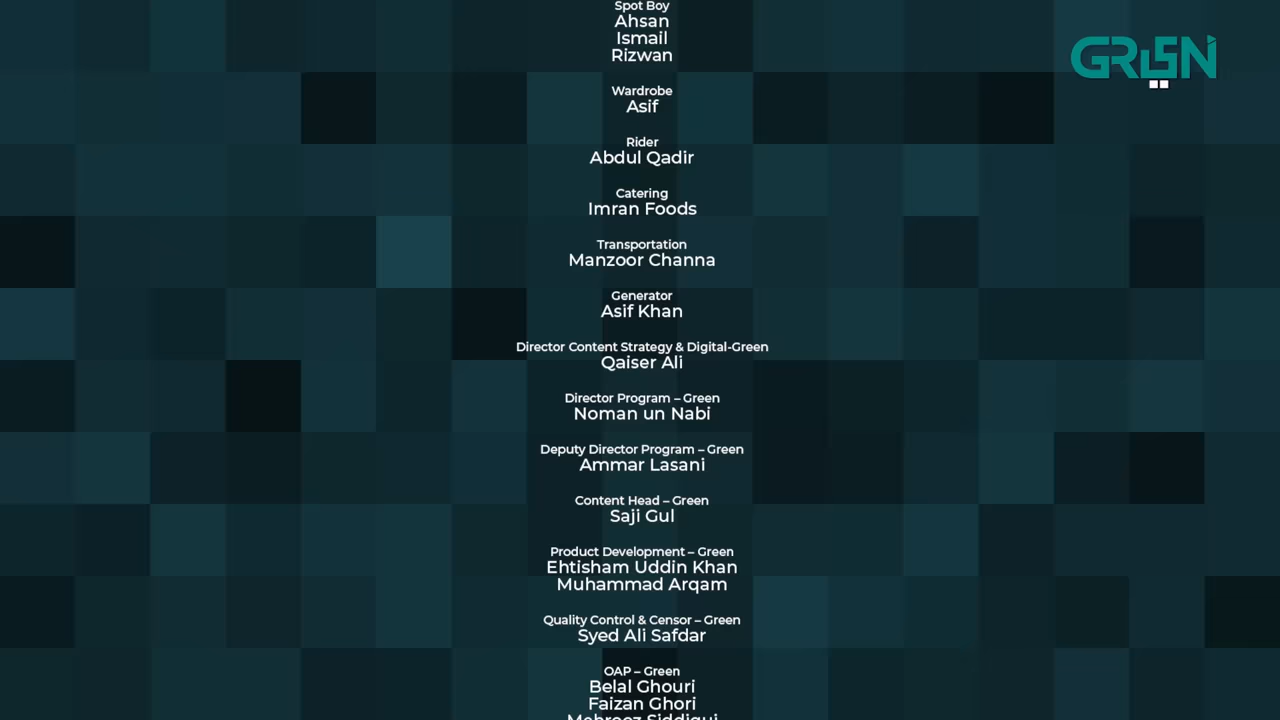 Spot Boy
Ahsan
Ismail
Rizwan
GREEN
Wardrobe
Asif
Rider
Abdul Qadir
Catering
Imran Foods
Transportation
Manzoor Channa
Generator
Asif Khan
Director Content Strategy & Digital-Green
Qaiser Ali
Director Program – Green
Noman un Nabi
Deputy Director Program – Green
Ammar Lasani
Content Head – Green
Saji Gul
Product Development – Green
Ehtisham Uddin Khan
Muhammad Arqam
Quality Control & Censor – Green
Syed Ali Safdar
OAP – Green
Belal Ghouri
Faizan Ghori